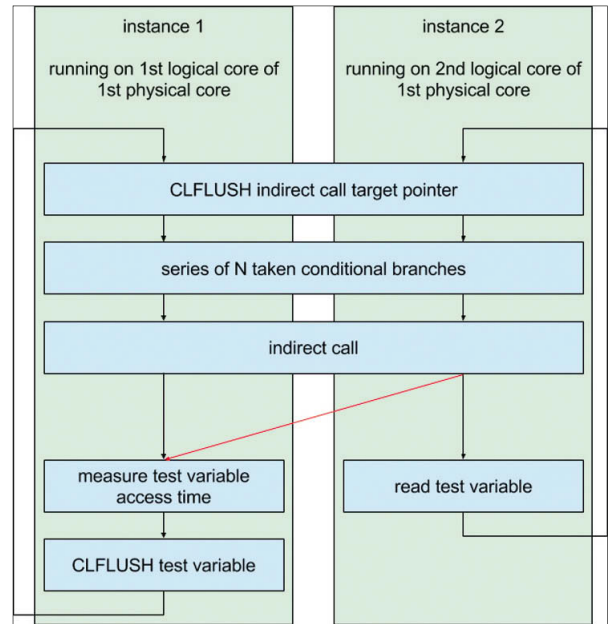 instance 1
running on 1st logical core of
1st physical core
instance 2
running on 2nd logical core of
1st physical core
CLFLUSH indirect call target pointer
series of N taken conditional branches
indirect call
measure test variable
access time
read test variable
CLFLUSH test variable